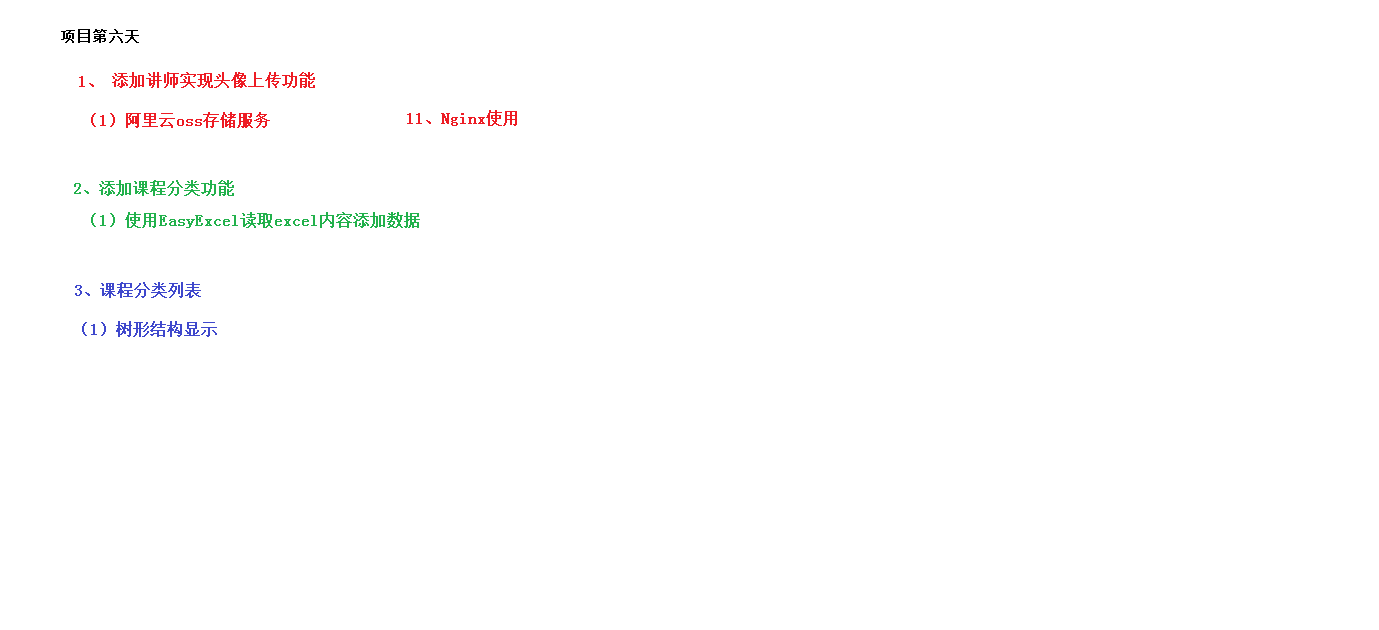 项目第六天
1、 添加讲师实现头像上传功能
（1）阿里云oss存储服务
11、Nginx使用
2、添加课程分类功能
（1）使用EasyExcel读取excel内容添加数据
3、课程分类列表
（1）树形结构显示